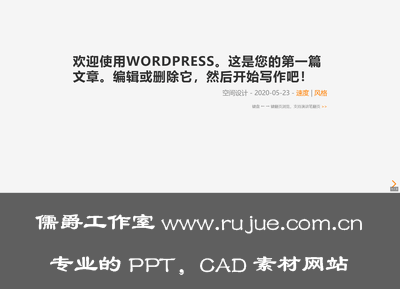 欢迎使用WORDPRESS。这是您的第一篇
文章。编辑或删除它，然后开始写作吧！
空间设计 - 2020-05-23 - 速度 | 风格
儒爵工作室 www.rujue.com.cn
专业的 PPT，CAD 素材网站